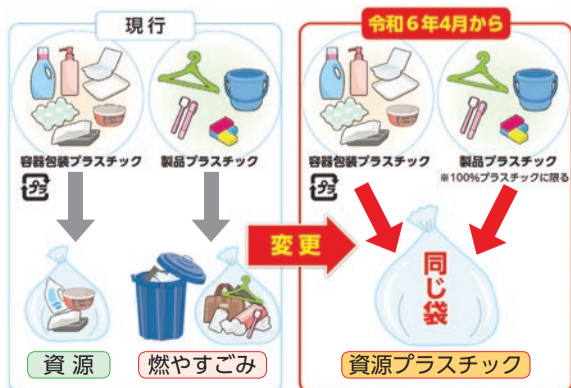 現行
容器包装プラスチック
プラ
製品プラスチック
資源
燃やすごみ
変更
令和6年4月から
容器包装プラスチック
プラ
製品プラスチック
※100%プラスチックに限る
同じ袋
資源プラスチック